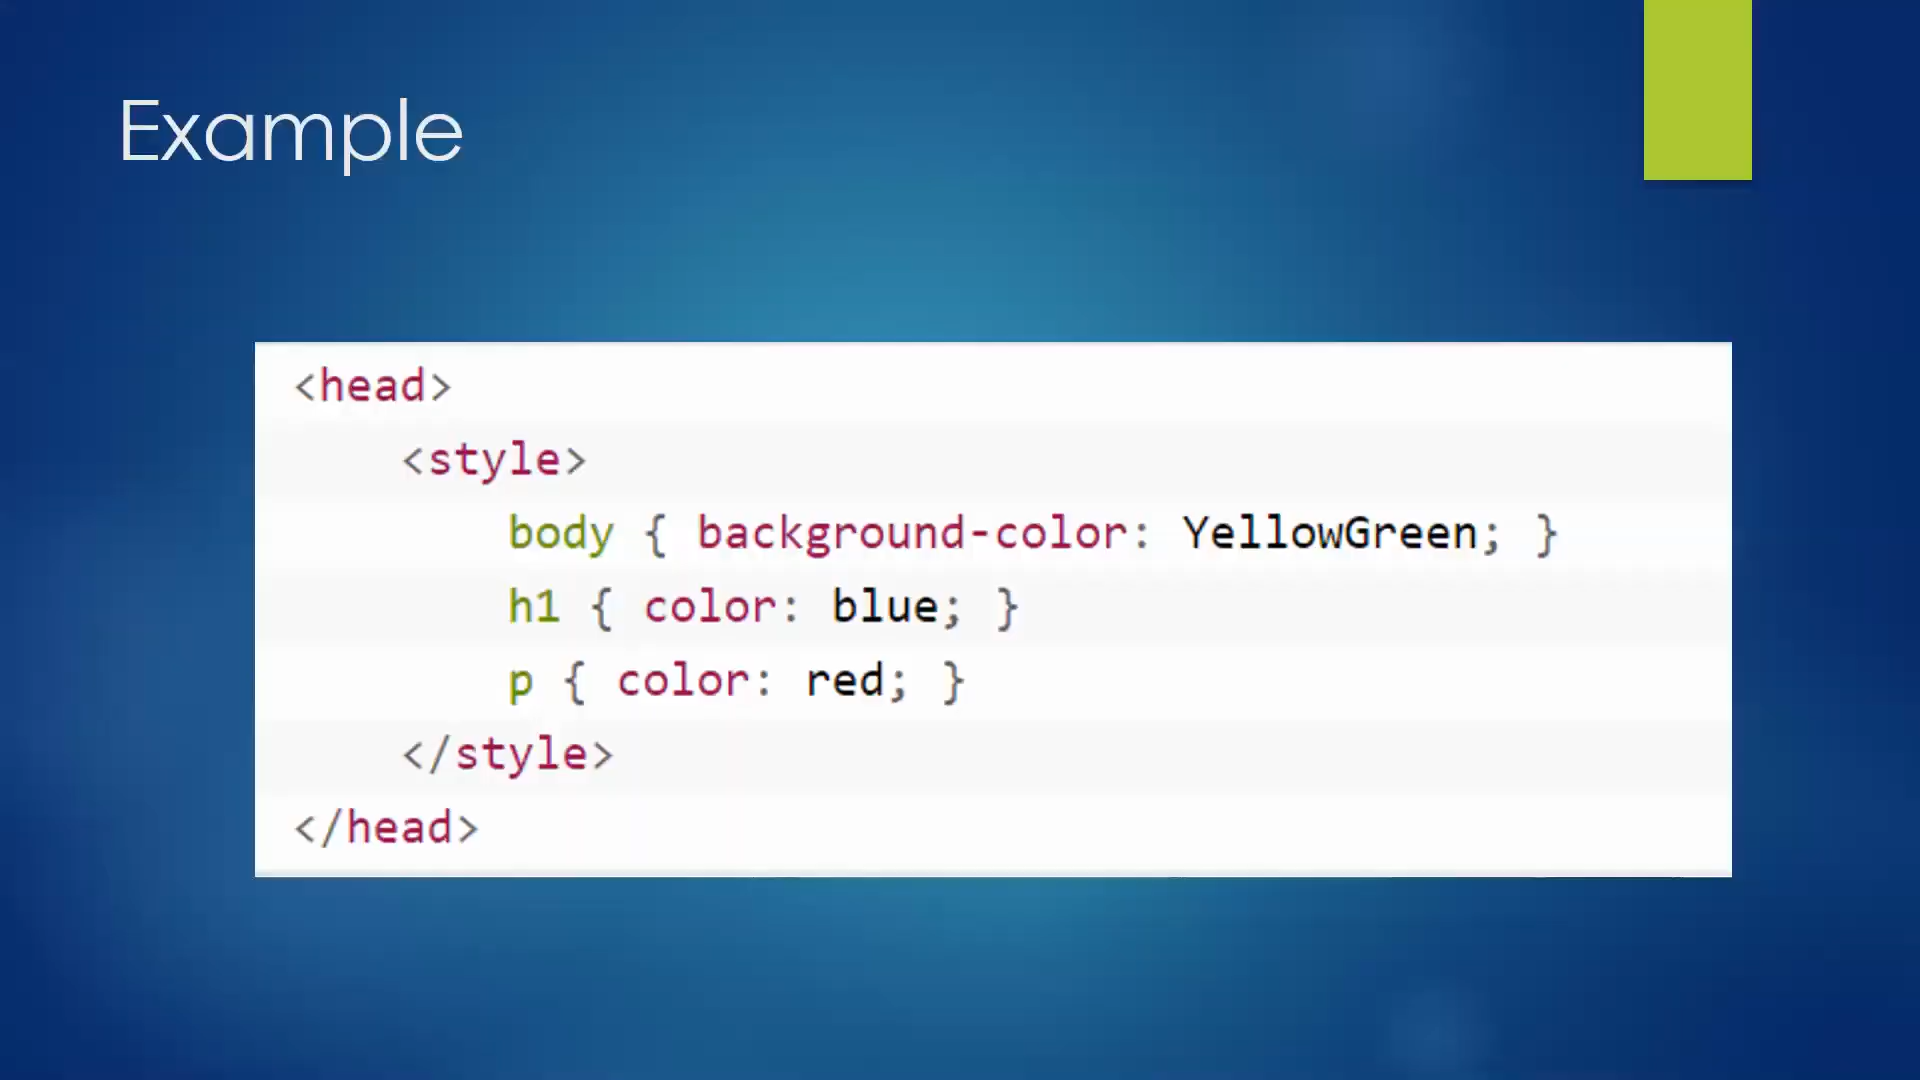 Example
<head>
<style>
body { background-color: YellowGreen; }
h1 { color: blue; }
p { color: red; }
</style>
</head>